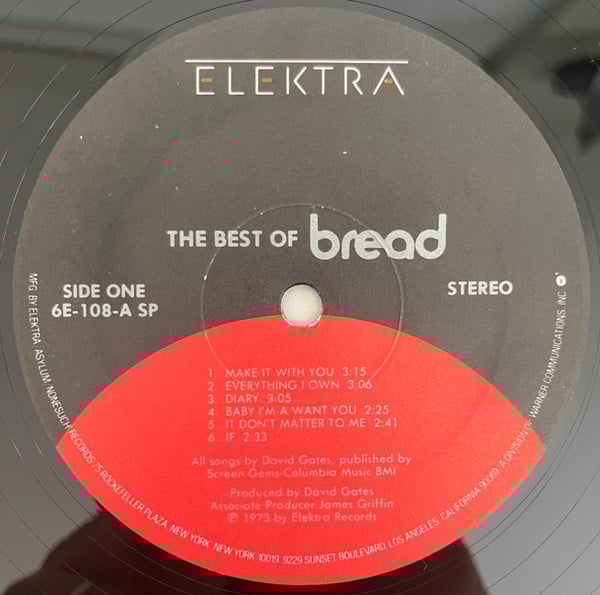 ELEKTRA
THE BEST OF bread
SIDE ONE
6E-108-A SP
STEREO
1. MAKE IT WITH YOU 3:15
2. EVERYTHING I OWN 3:06
3. DIARY 3:05
4. BABY I'M-A WANT YOU 2:25
5. IT DON'T MATTER TO ME 2:41
6. IF 2:33
All songs by David Gates, published by
Screen Gems-Columbia Music BMI
Produced by David Gates
Associate Producer James Griffin
℗ 1973 by Elektra Records
MFG. BY ELEKTRA, ASYLUM, NONESUCH RECORDS 75 ROCKEFELLER PLAZA, NEW YORK, NEW YORK 10019. 9229 SUNSET BOULEVARD, LOS ANGELES, CALIFORNIA 90069. A DIVISION OF WARNER COMMUNICATIONS, INC